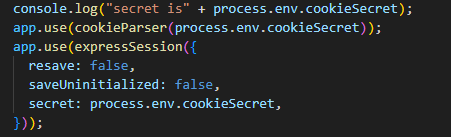 console.log("secret is" + process.env.cookieSecret);
app.use(cookieParser(process.env.cookieSecret));
app.use(expressSession({
  resave: false,
  saveUninitialized: false,
  secret: process.env.cookieSecret,
}));